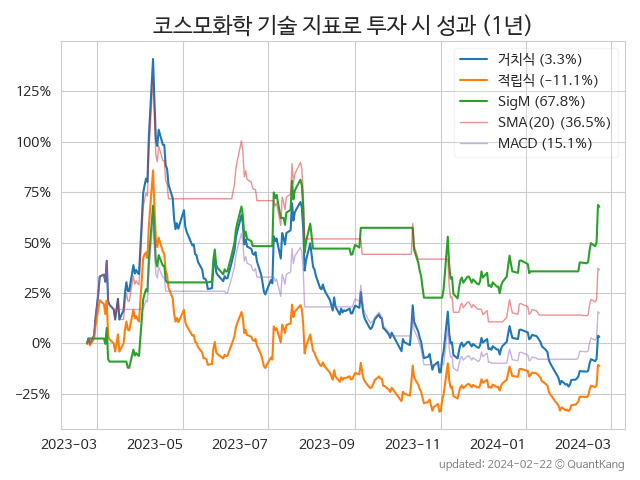 코스모화학 기술 지표로 투자 시 성과 (1년)
거치식 (3.3%)
적립식 (-11.1%)
SigM (67.8%)
SMA(20) (36.5%)
MACD (15.1%)
125%
100%
75%
50%
25%
0%
−25%
2023-03 2023-05 2023-07 2023-09 2023-11 2024-01 2024-03
updated: 2024-02-22 © QuantKang